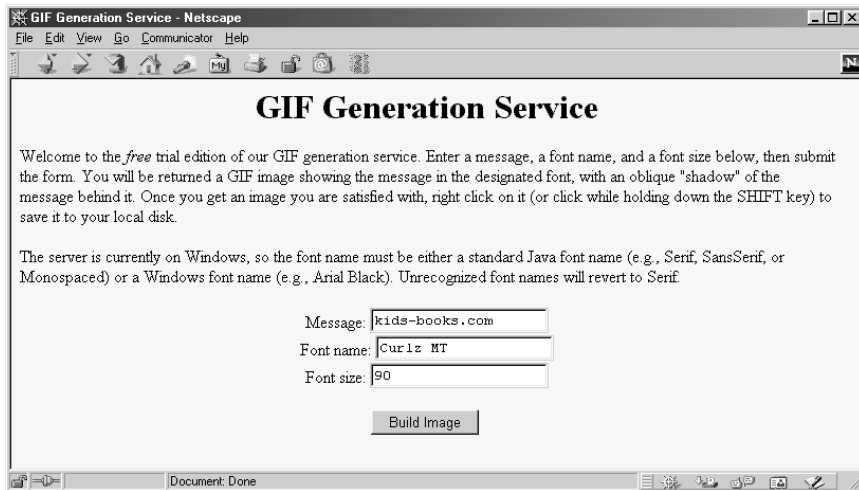 GIF Generation Service - Netscape
File Edit View Go Communicator Help
My
N
GIF Generation Service
Welcome to the free trial edition of our GIF generation service. Enter a message, a font name, and a font size below, then submit
the form. You will be returned a GIF image showing the message in the designated font, with an oblique "shadow" of the
message behind it. Once you get an image you are satisfied with, right click on it (or click while holding down the SHIFT key) to
save it to your local disk.
The server is currently on Windows, so the font name must be either a standard Java font name (e.g., Serif, SansSerif, or
Monospaced) or a Windows font name (e.g., Arial Black). Unrecognized font names will revert to Serif.
Message: kids-books.com
Font name: Curlz MT
Font size: 90
Build Image
Document: Done